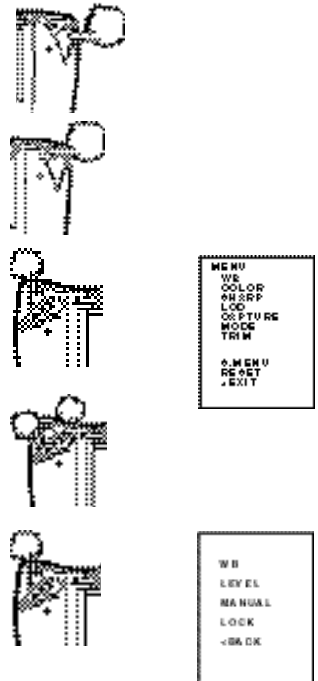 MENU
WB
COLOR
SHARP
LCD
CAPTURE
MODE
TRIM
S.MENU
RESET
EXIT
WB
LEVEL
MANUAL
LOCK
<BACK